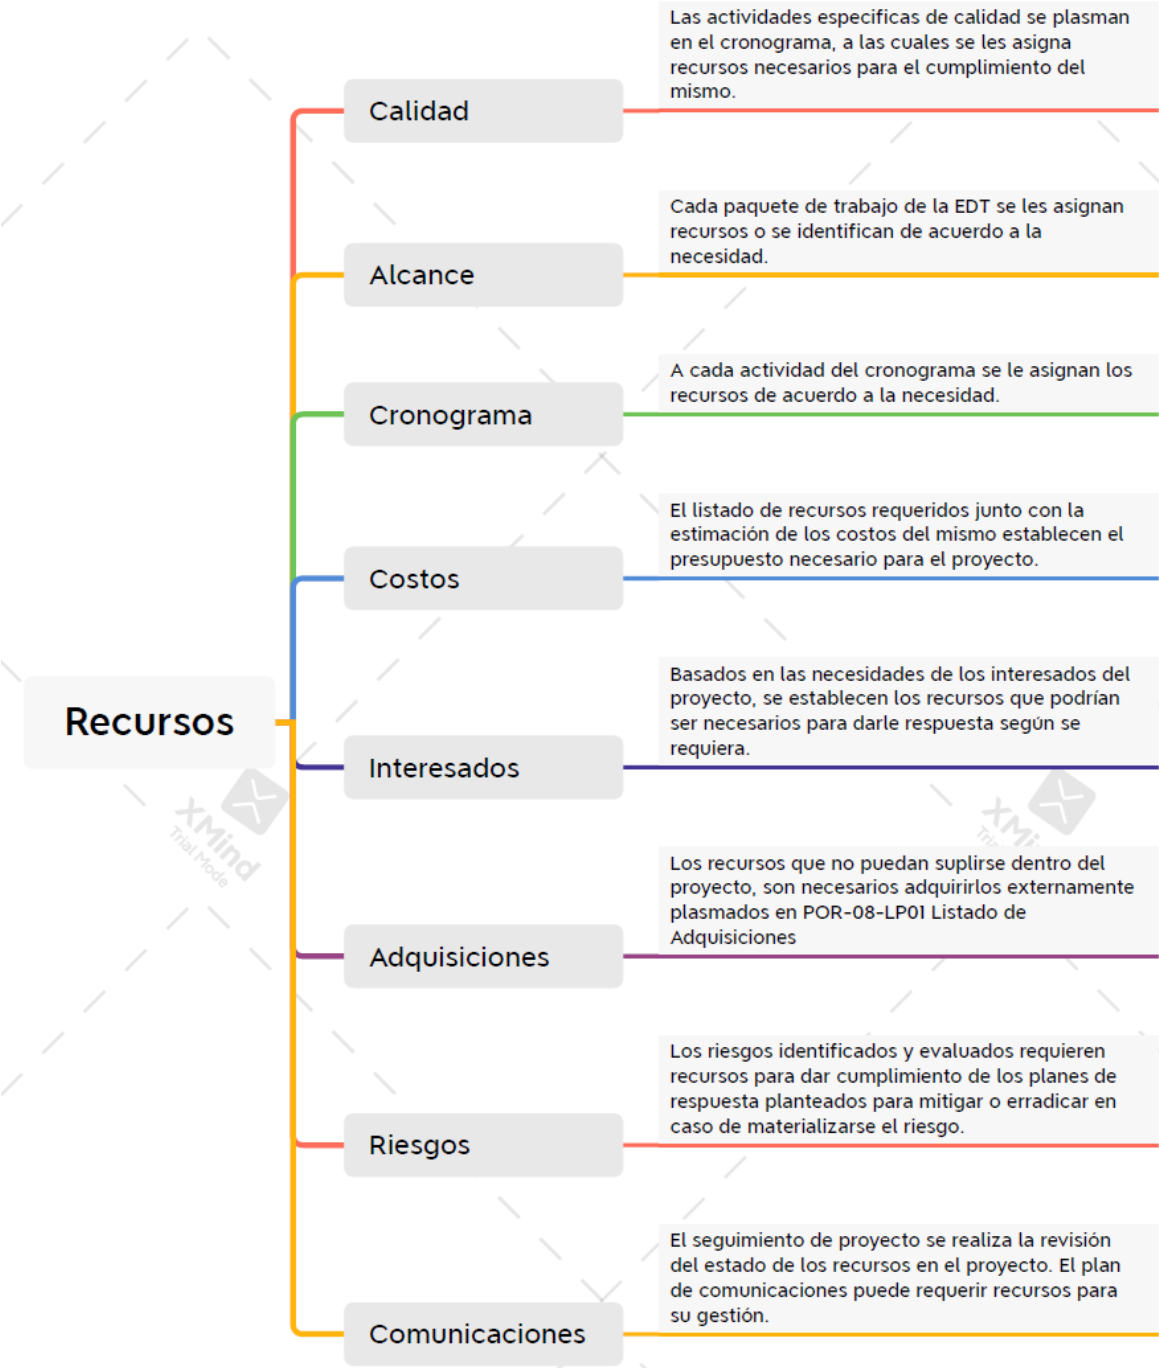 Las actividades especificas de calidad se plasman
en el cronograma, a las cuales se les asigna
recursos necesarios para el cumplimiento del
mismo.
Calidad
Cada paquete de trabajo de la EDT se les asignan
recursos o se identifican de acuerdo a la
necesidad.
Alcance
A cada actividad del cronograma se le asignan los
recursos de acuerdo a la necesidad.
Cronograma
El listado de recursos requeridos junto con la
estimación de los costos del mismo establecen el
presupuesto necesario para el proyecto.
Costos
Recursos
Basados en las necesidades de los interesados del
proyecto, se establecen los recursos que podrían
ser necesarios para darle respuesta según se
requiera.
Interesados
XMind
Trial Mode
XMi
Tria
Los recursos que no puedan suplirse dentro del
proyecto, son necesarios adquirirlos externamente
plasmados en POR-08-LP01 Listado de
Adquisiciones
Adquisiciones
Los riesgos identificados y evaluados requieren
recursos para dar cumplimiento de los planes de
respuesta planteados para mitigar o erradicar en
caso de materializarse el riesgo.
Riesgos
El seguimiento de proyecto se realiza la revisión
del estado de los recursos en el proyecto. El plan
de comunicaciones puede requerir recursos para
su gestión.
Comunicaciones